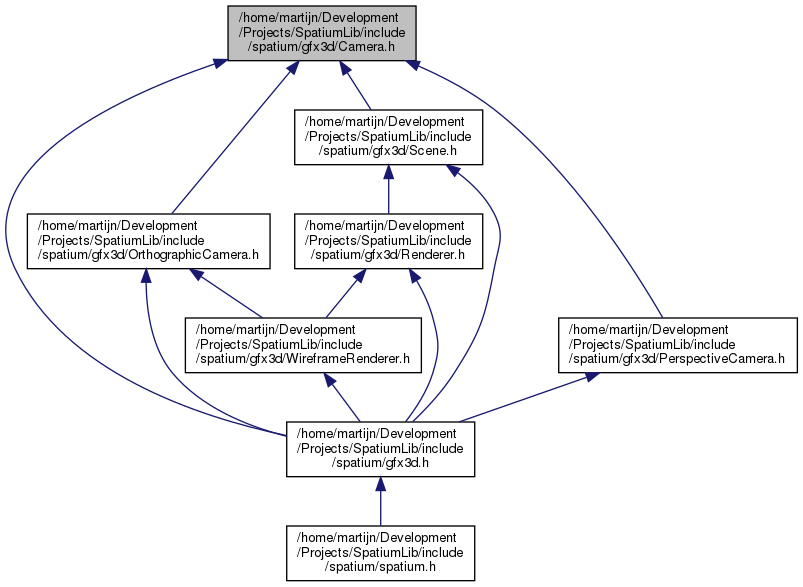 /home/martijn/Development
/Projects/SpatiumLib/include
/spatium/gfx3d/Camera.h
/home/martijn/Development
/Projects/SpatiumLib/include
/spatium/gfx3d/Scene.h
/home/martijn/Development
/Projects/SpatiumLib/include
/spatium/gfx3d/OrthographicCamera.h
/home/martijn/Development
/Projects/SpatiumLib/include
/spatium/gfx3d/Renderer.h
/home/martijn/Development
/Projects/SpatiumLib/include
/spatium/gfx3d/WireframeRenderer.h
/home/martijn/Development
/Projects/SpatiumLib/include
/spatium/gfx3d/PerspectiveCamera.h
/home/martijn/Development
/Projects/SpatiumLib/include
/spatium/gfx3d.h
/home/martijn/Development
/Projects/SpatiumLib/include
/spatium/spatium.h